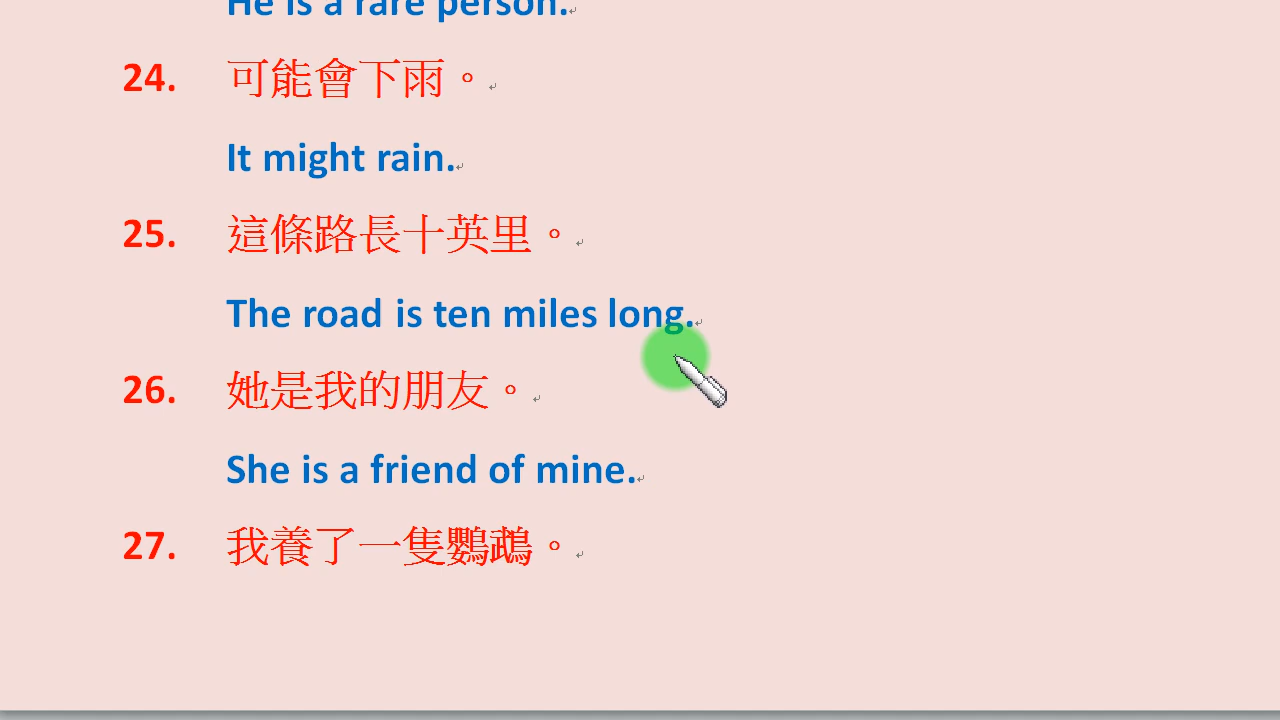 He is a rare person.
24. 可能會下雨。
It might rain.
25. 這條路長十英里。
The road is ten miles long.
26. 她是我的朋友。
She is a friend of mine.
27. 我養了一隻鸚鵡。